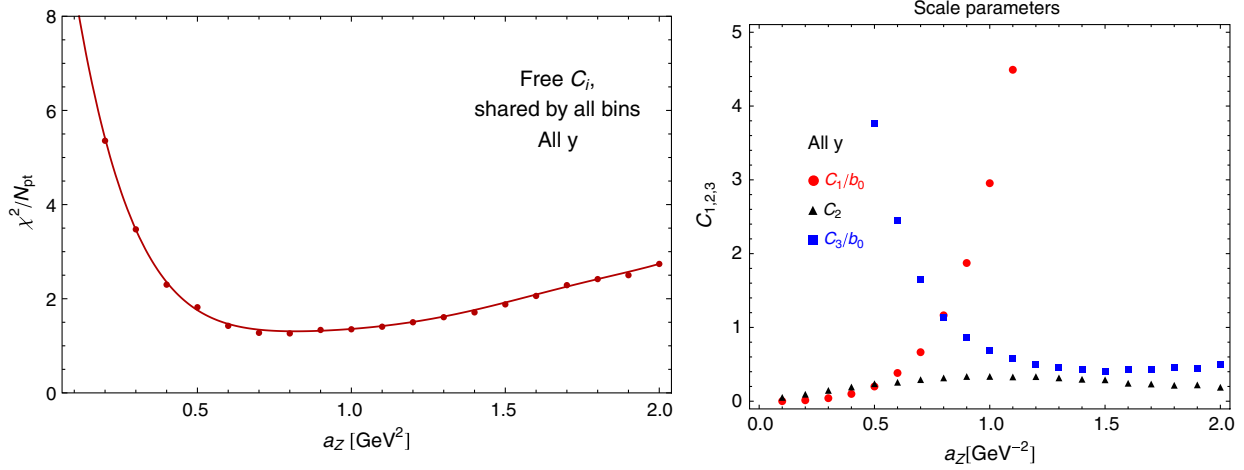 8
6
4
2
0
χ²/N_pt
Free C_i,
shared by all bins
All y
0.5
1.0
1.5
2.0
a_Z [GeV²]
Scale parameters
5
4
3
2
1
0
C_{1,2,3}
All y
C_1/b_0
C_2
C_3/b_0
0.0
0.5
1.0
1.5
2.0
a_Z[GeV⁻²]